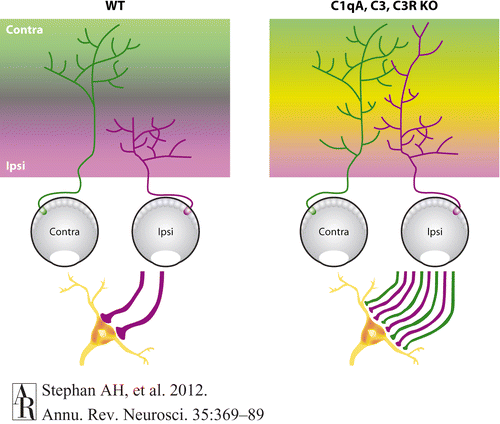 WT
C1qA, C3, C3R KO
Contra
Ipsi
Contra
Ipsi
Contra
Ipsi
AR
Stephan AH, et al. 2012.
Annu. Rev. Neurosci. 35:369–89